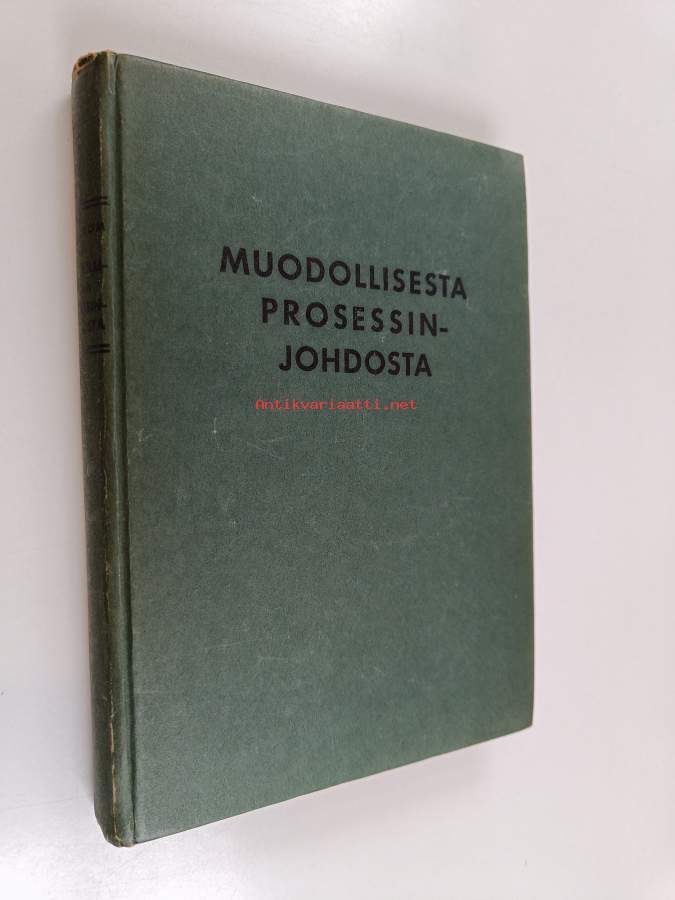 MUODOLLISESTA
PROSESSIN-
JOHDOSTA
Antikvariaatti.net